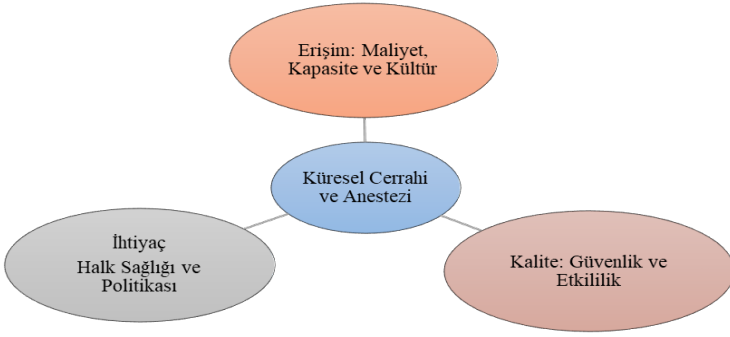 Erişim: Maliyet,
Kapasite ve Kültür
Küresel Cerrahi
ve Anestezi
İhtiyaç
Halk Sağlığı ve
Politikası
Kalite: Güvenlik ve
Etkililik